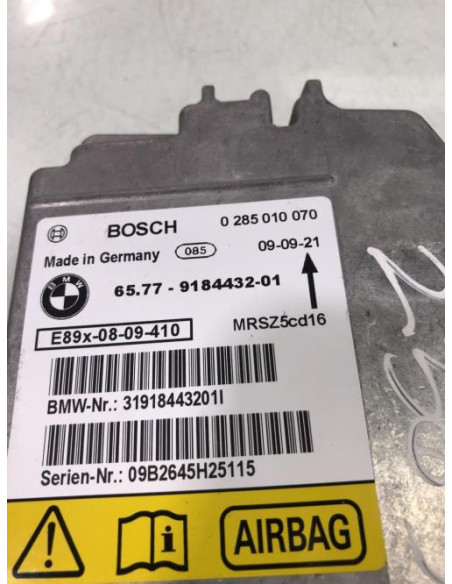 BOSCH 0 285 010 070
Made in Germany 085 09-09-21
BMW 65.77 - 9184432-01
E89x-08-09-410 MRSZ5cd16
BMW-Nr.: 31918443201I
Serien-Nr.: 09B2645H25115
! i AIRBAG